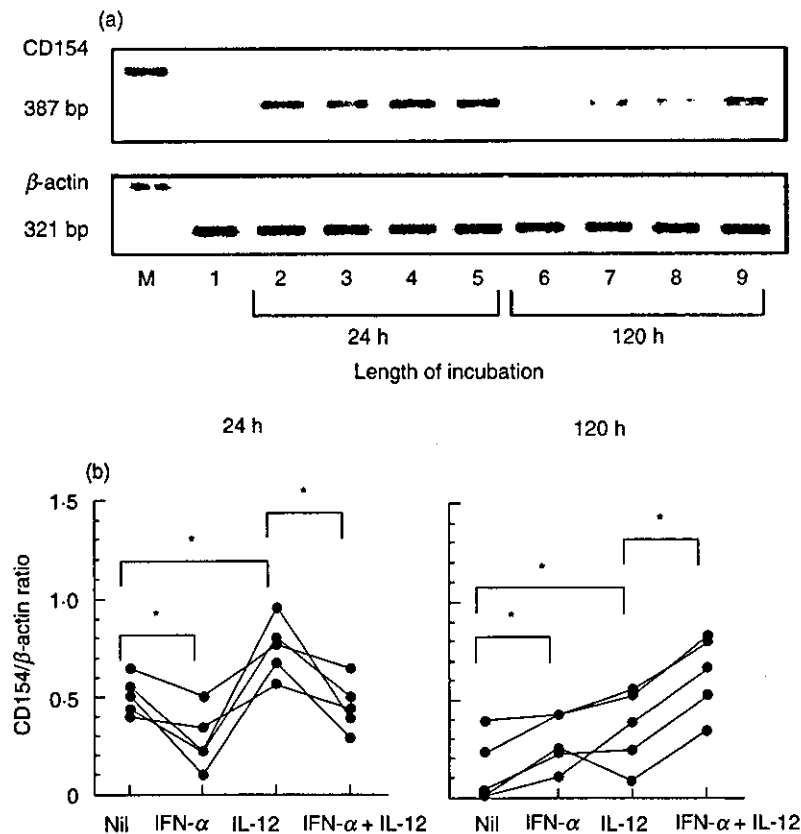 (a)
CD154
387 bp
β-actin
321 bp
M 1 2 3 4 5 6 7 8 9
24 h 120 h
Length of incubation
24 h 120 h
(b)
CD154/β-actin ratio
1·5
1·0
0·5
0
* * *
* * *
Nil IFN-α IL-12 IFN-α + IL-12 Nil IFN-α IL-12 IFN-α + IL-12